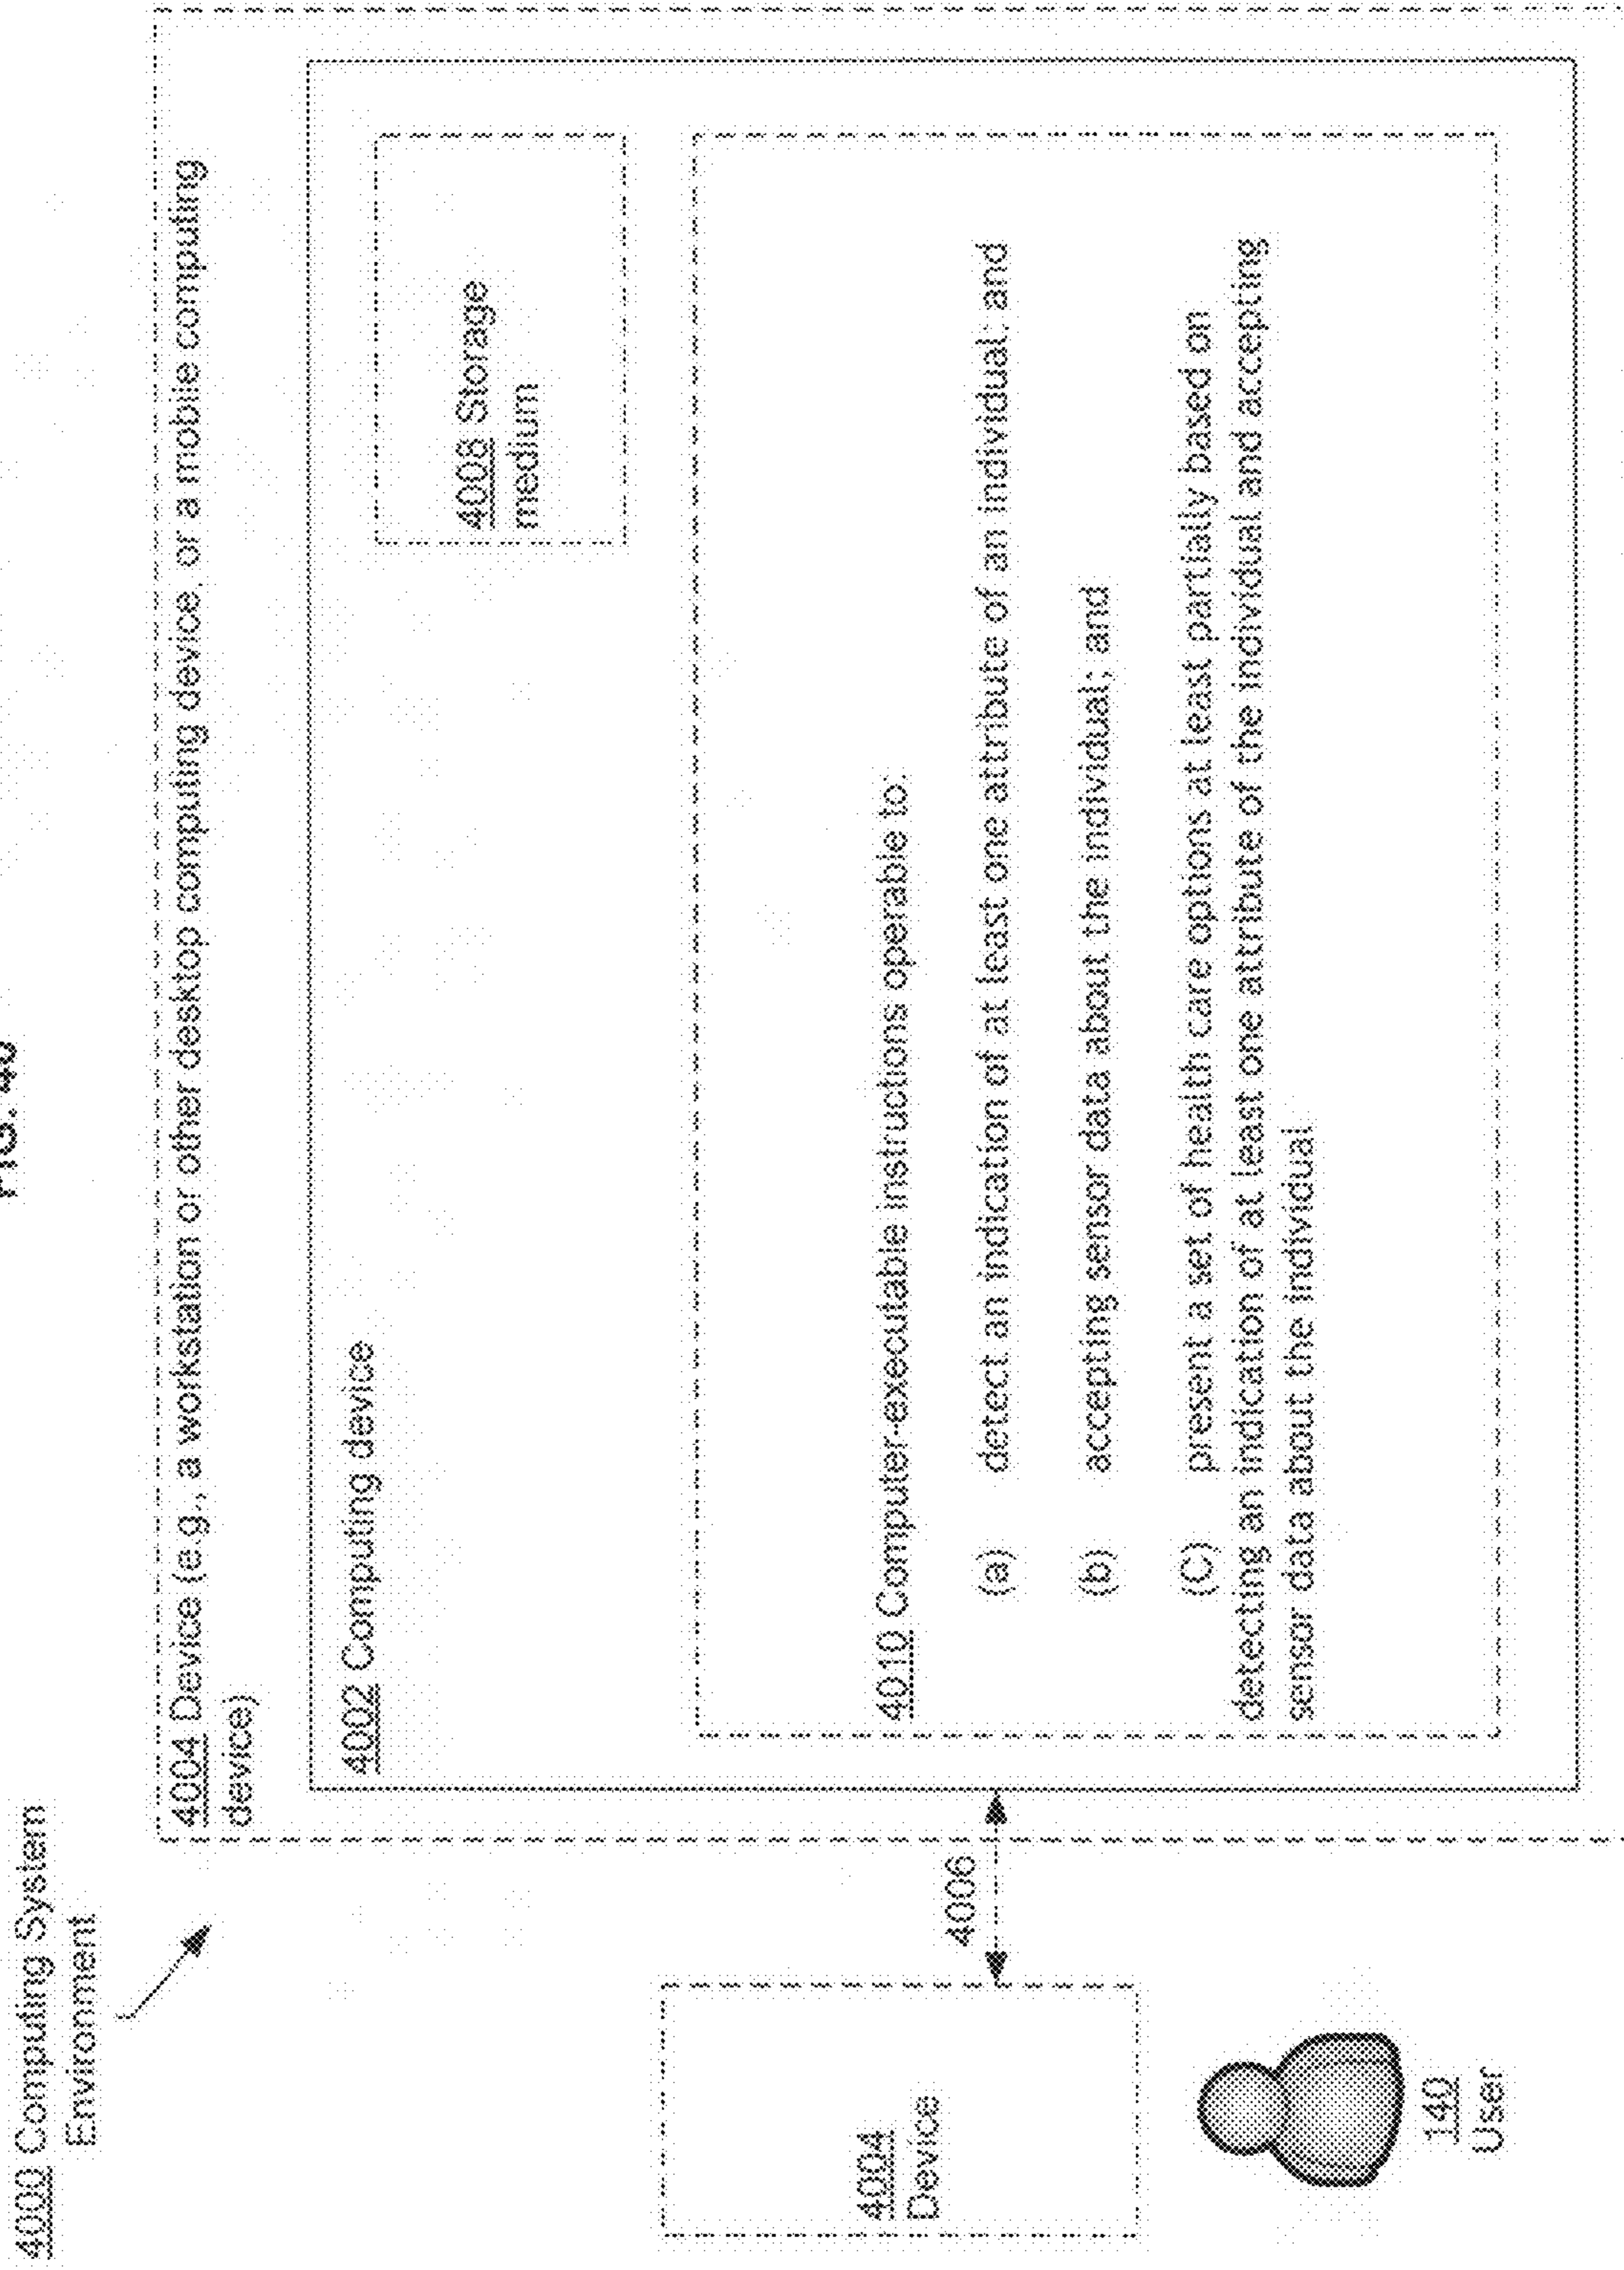 FIG. 40
4000 Computing System
Environment
4004 Device (e.g., a workstation or other desktop computing device, or a mobile computing
device)
4002 Computing device
4008 Storage
medium
4010 Computer-executable instructions operable to:
(a) detect an indication of at least one attribute of an individual; and
(b) accepting sensor data about the individual; and
(C) present a set of health care options at least partially based on
detecting an indication of at least one attribute of the individual and accepting
sensor data about the individual
4006
4004
Device
140
User